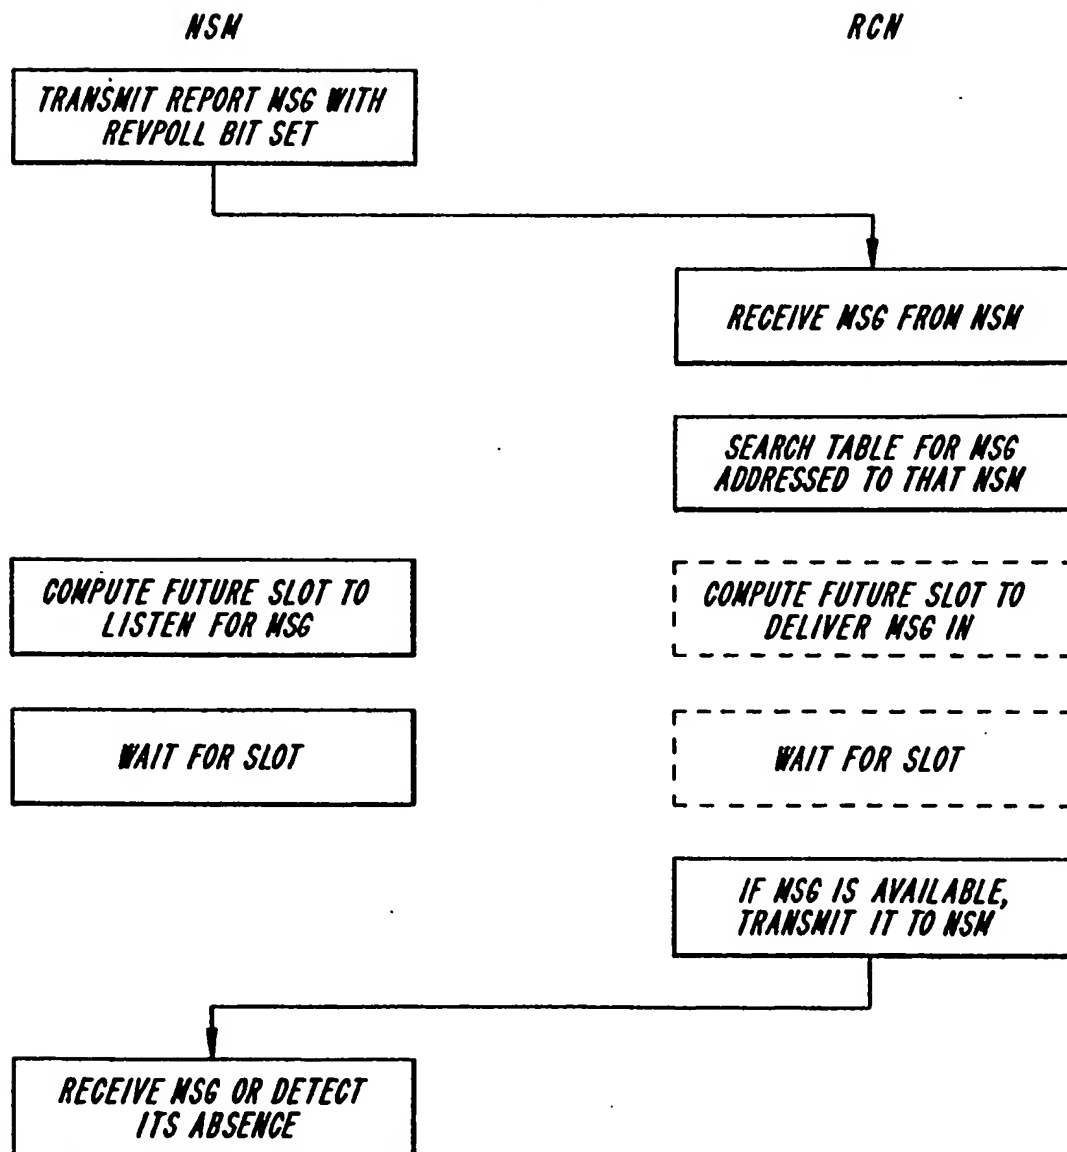 NSM
RCN
TRANSMIT REPORT MSG WITH
REVPOLL BIT SET
RECEIVE MSG FROM NSM
SEARCH TABLE FOR MSG
ADDRESSED TO THAT NSM
COMPUTE FUTURE SLOT TO
LISTEN FOR MSG
COMPUTE FUTURE SLOT TO
DELIVER MSG IN
WAIT FOR SLOT
WAIT FOR SLOT
IF MSG IS AVAILABLE,
TRANSMIT IT TO NSM
RECEIVE MSG OR DETECT
ITS ABSENCE